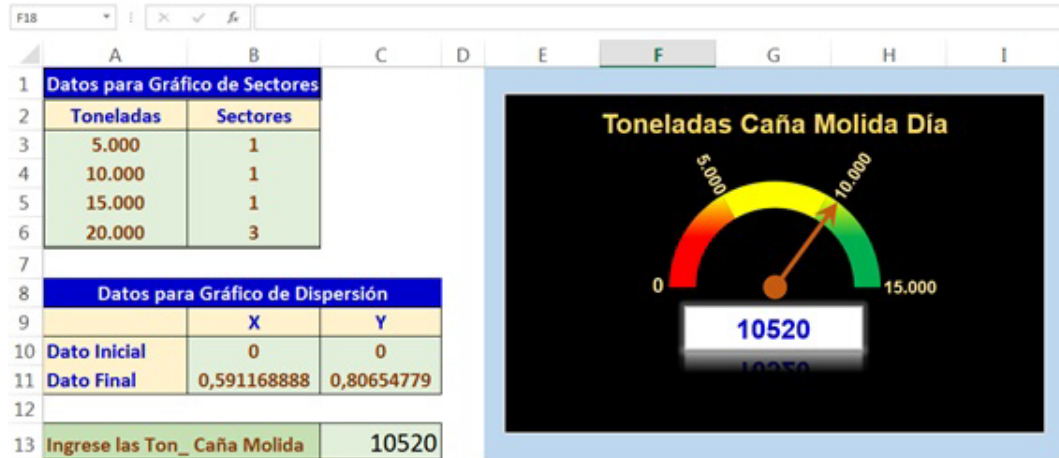 F18
fx
A B C D E F G H I
1 Datos para Gráfico de Sectores
2 Toneladas Sectores
3 5.000 1
4 10.000 1
5 15.000 1
6 20.000 3
7
8 Datos para Gráfico de Dispersión
9 X Y
10 Dato Inicial 0 0
11 Dato Final 0,591168888 0,80654779
12
13 Ingrese las Ton_ Caña Molida 10520
Toneladas Caña Molida Día
5.000 10.000
0 15.000
10520